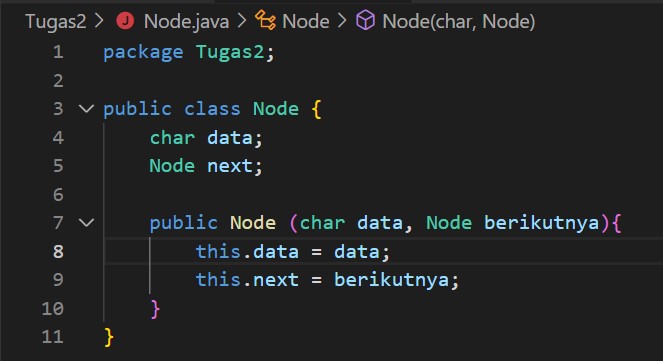 Tugas2 > J Node.java > Node > Node(char, Node)
1 package Tugas2;
2
3 public class Node {
4 char data;
5 Node next;
6
7 public Node (char data, Node berikutnya){
8 this.data = data;
9 this.next = berikutnya;
10 }
11 }